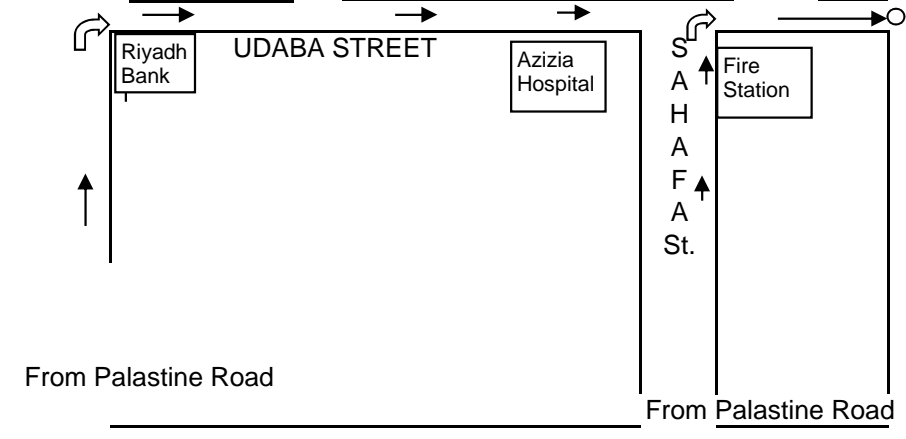 Riyadh
Bank
UDABA STREET
Azizia
Hospital
S
A
H
A
F
A
St.
Fire
Station
From Palastine Road
From Palastine Road